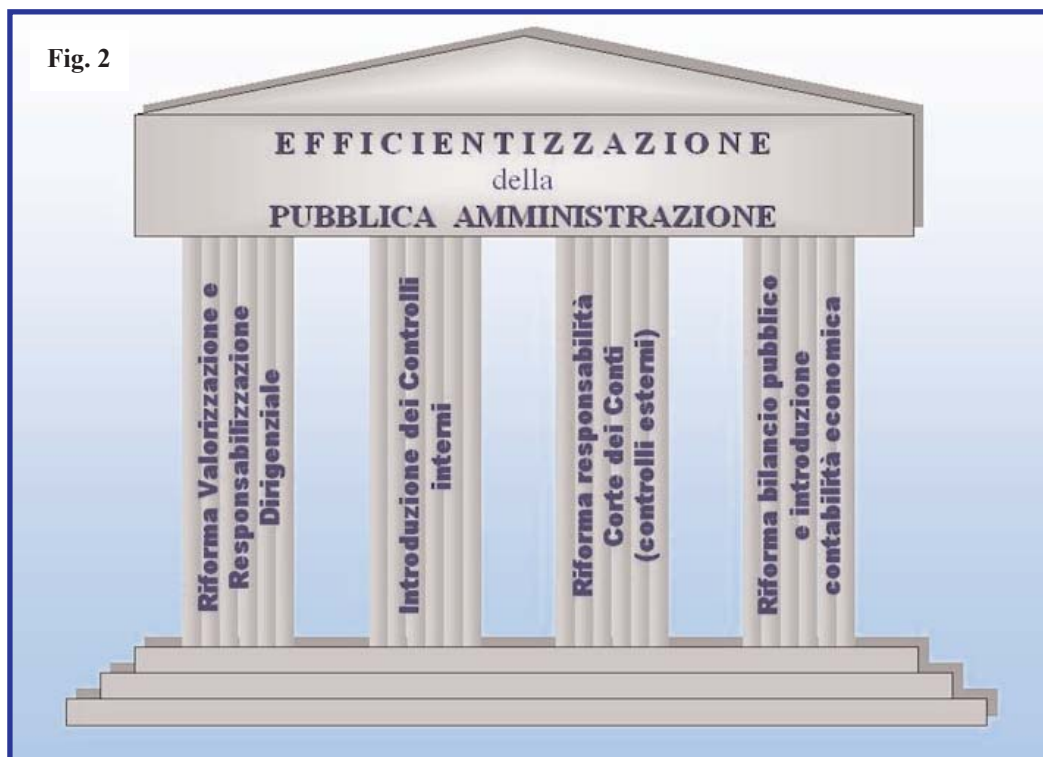 Fig. 2
EFFICIENTIZZAZIONE
della
PUBBLICA AMMINISTRAZIONE
Riforma Valorizzazione e
Responsabilizzazione
Dirigenziale
Introduzione dei Controlli
interni
Riforma responsabilità
Corte dei Conti
(controlli esterni)
Riforma bilancio pubblico
e introduzione
contabilità economica